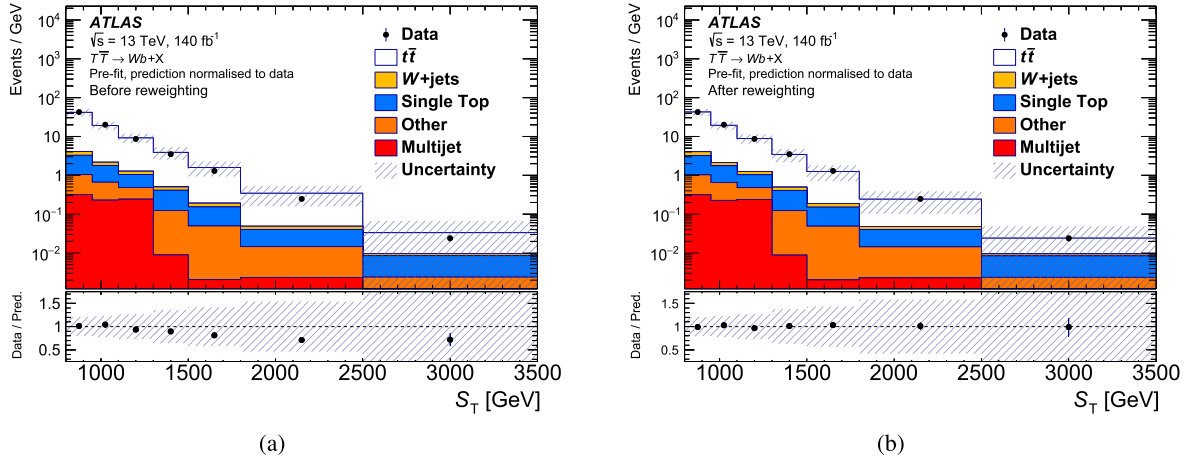 Events / GeV
10⁴
10³
10²
10
1
10⁻¹
10⁻²
ATLAS
√s = 13 TeV, 140 fb⁻¹
TT̅ → Wb+X
Pre-fit, prediction normalised to data
Before reweighting
Data
tt̅
W+jets
Single Top
Other
Multijet
Uncertainty
Data / Pred.
1.5
1
0.5
1000 1500 2000 2500 3000 3500
S_T [GeV]
(a)
Events / GeV
10⁴
10³
10²
10
1
10⁻¹
10⁻²
ATLAS
√s = 13 TeV, 140 fb⁻¹
TT̅ → Wb+X
Pre-fit, prediction normalised to data
After reweighting
Data
tt̅
W+jets
Single Top
Other
Multijet
Uncertainty
Data / Pred.
1.5
1
0.5
1000 1500 2000 2500 3000 3500
S_T [GeV]
(b)